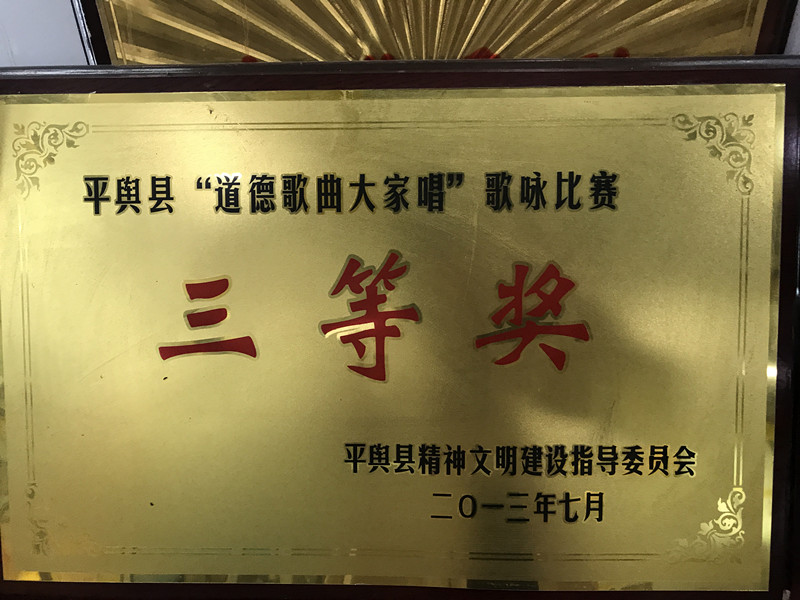 平舆县“道德歌曲大家唱”歌咏比赛
三等奖
平舆县精神文明建设指导委员会
二〇一三年七月